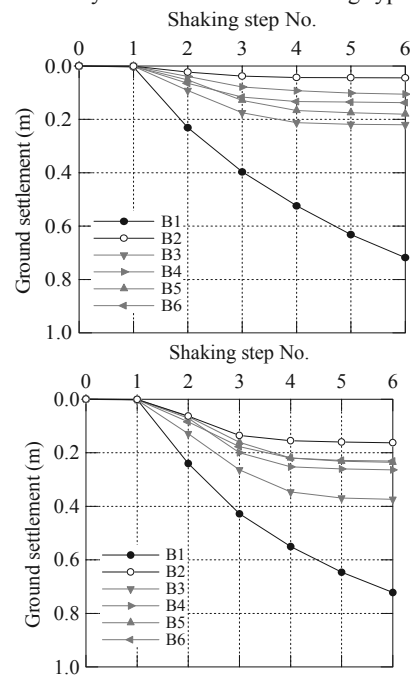 Shaking step No.
0 1 2 3 4 5 6
0.0
0.2
0.4
0.6
0.8
1.0
Ground settlement (m)
B1
B2
B3
B4
B5
B6
Shaking step No.
0 1 2 3 4 5 6
0.0
0.2
0.4
0.6
0.8
1.0
Ground settlement (m)
B1
B2
B3
B4
B5
B6